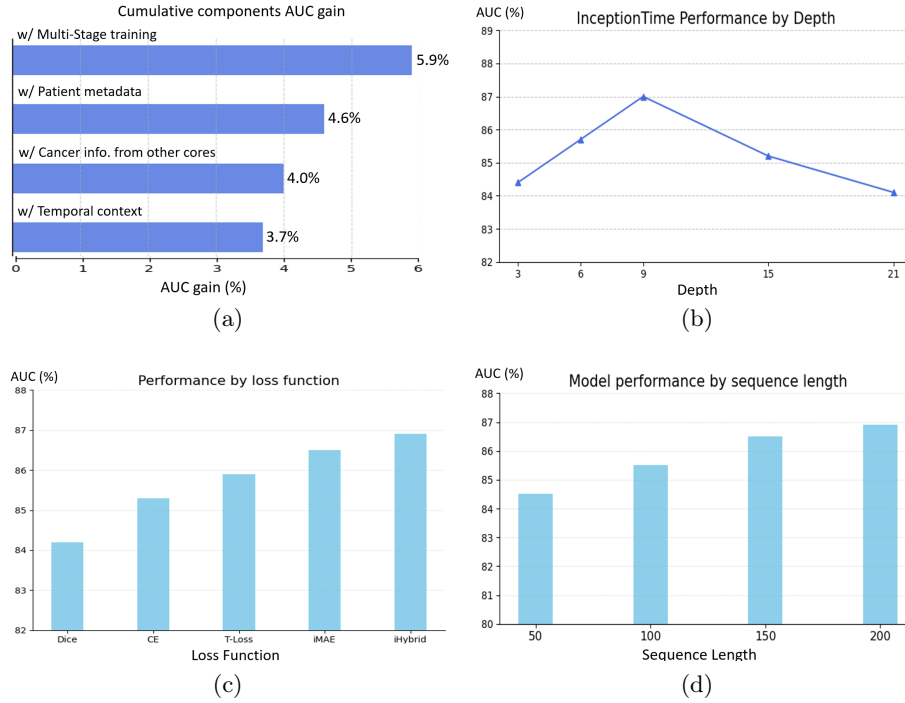 Cumulative components AUC gain
w/ Multi-Stage training
5.9%
w/ Patient metadata
4.6%
w/ Cancer info. from other cores
4.0%
w/ Temporal context
3.7%
0 1 2 3 4 5 6
AUC gain (%)
(a)
AUC (%)
InceptionTime Performance by Depth
89
88
87
86
85
84
83
82
3 6 9 15 21
Depth
(b)
AUC (%)
Performance by loss function
88
87
86
85
84
83
82
Dice CE T-Loss iMAE iHybrid
Loss Function
(c)
AUC (%)
Model performance by sequence length
88
87
86
85
84
83
82
81
80
50 100 150 200
Sequence Length
(d)